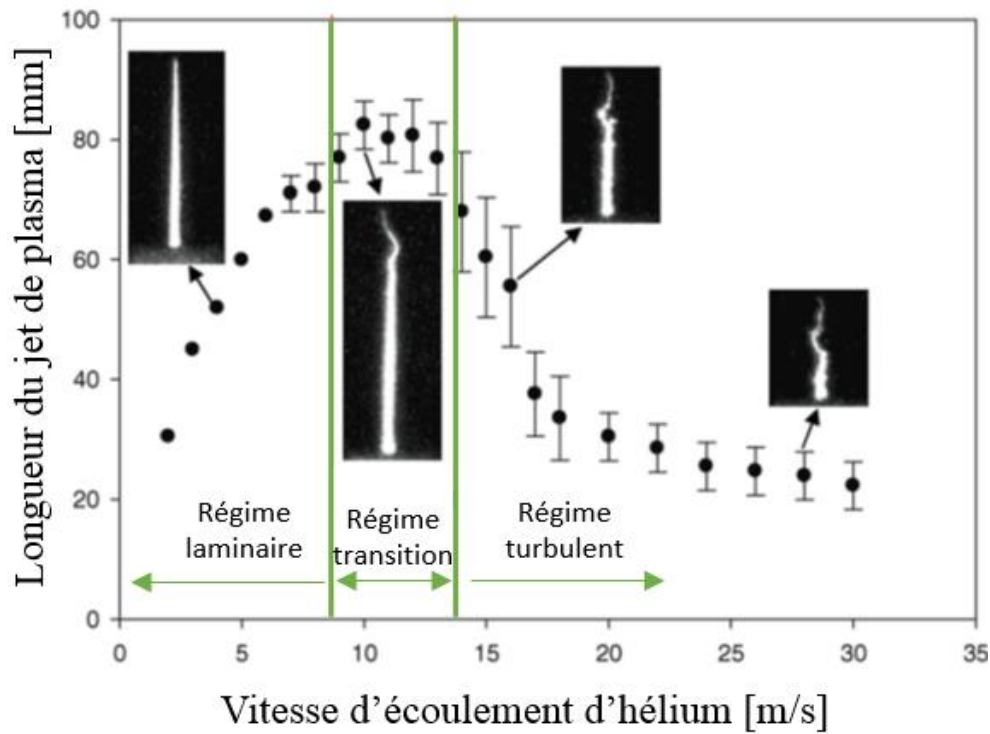 Longueur du jet de plasma [mm]
100
80
60
40
20
0
Régime
laminaire
Régime
transition
Régime
turbulent
0 5 10 15 20 25 30 35
Vitesse d’écoulement d’hélium [m/s]